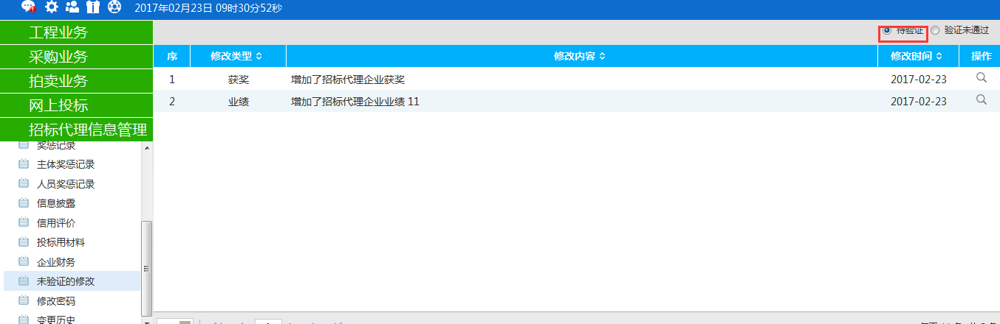 2017年02月23日 09时30分52秒
工程业务
采购业务
拍卖业务
网上投标
招标代理信息管理
奖惩记录
主体奖惩记录
人员奖惩记录
信息披露
信用评价
投标用材料
企业财务
未验证的修改
修改密码
变更历史
待验证 验证未通过
序 修改类型 修改内容 修改时间 操作
1 获奖 增加了招标代理企业获奖 2017-02-23
2 业绩 增加了招标代理企业业绩 11 2017-02-23